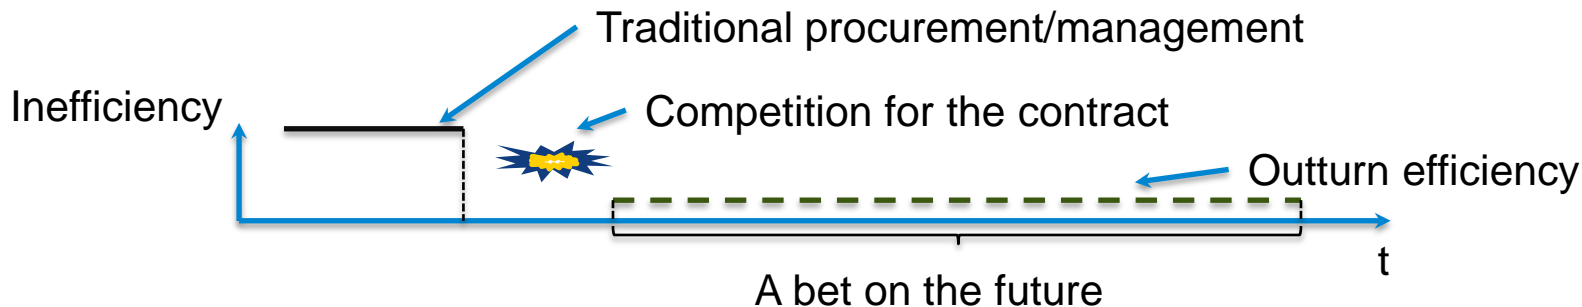 Traditional procurement/management
Inefficiency
Competition for the contract
Outturn efficiency
t
A bet on the future